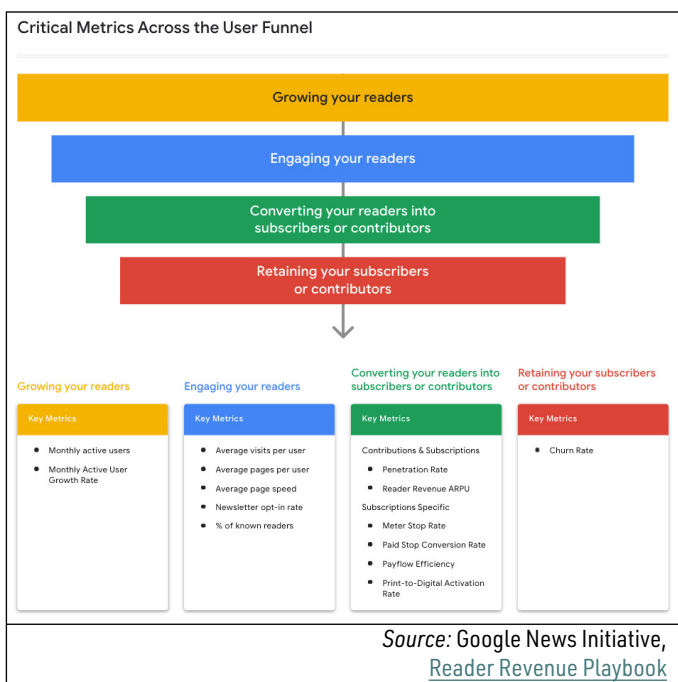 Critical Metrics Across the User Funnel
Growing your readers
Engaging your readers
Converting your readers into
subscribers or contributors
Retaining your subscribers
or contributors
Growing your readers
Key Metrics
● Monthly active users
● Monthly Active User
Growth Rate
Engaging your readers
Key Metrics
● Average visits per user
● Average pages per user
● Average page speed
● Newsletter opt-in rate
● % of known readers
Converting your readers into
subscribers or contributors
Key Metrics
Contributions & Subscriptions
● Penetration Rate
● Reader Revenue ARPU
Subscriptions Specific
● Meter Stop Rate
● Paid Stop Conversion Rate
● Payflow Efficiency
● Print-to-Digital Activation
Rate
Retaining your subscribers
or contributors
Key Metrics
● Churn Rate
Source: Google News Initiative,
Reader Revenue Playbook